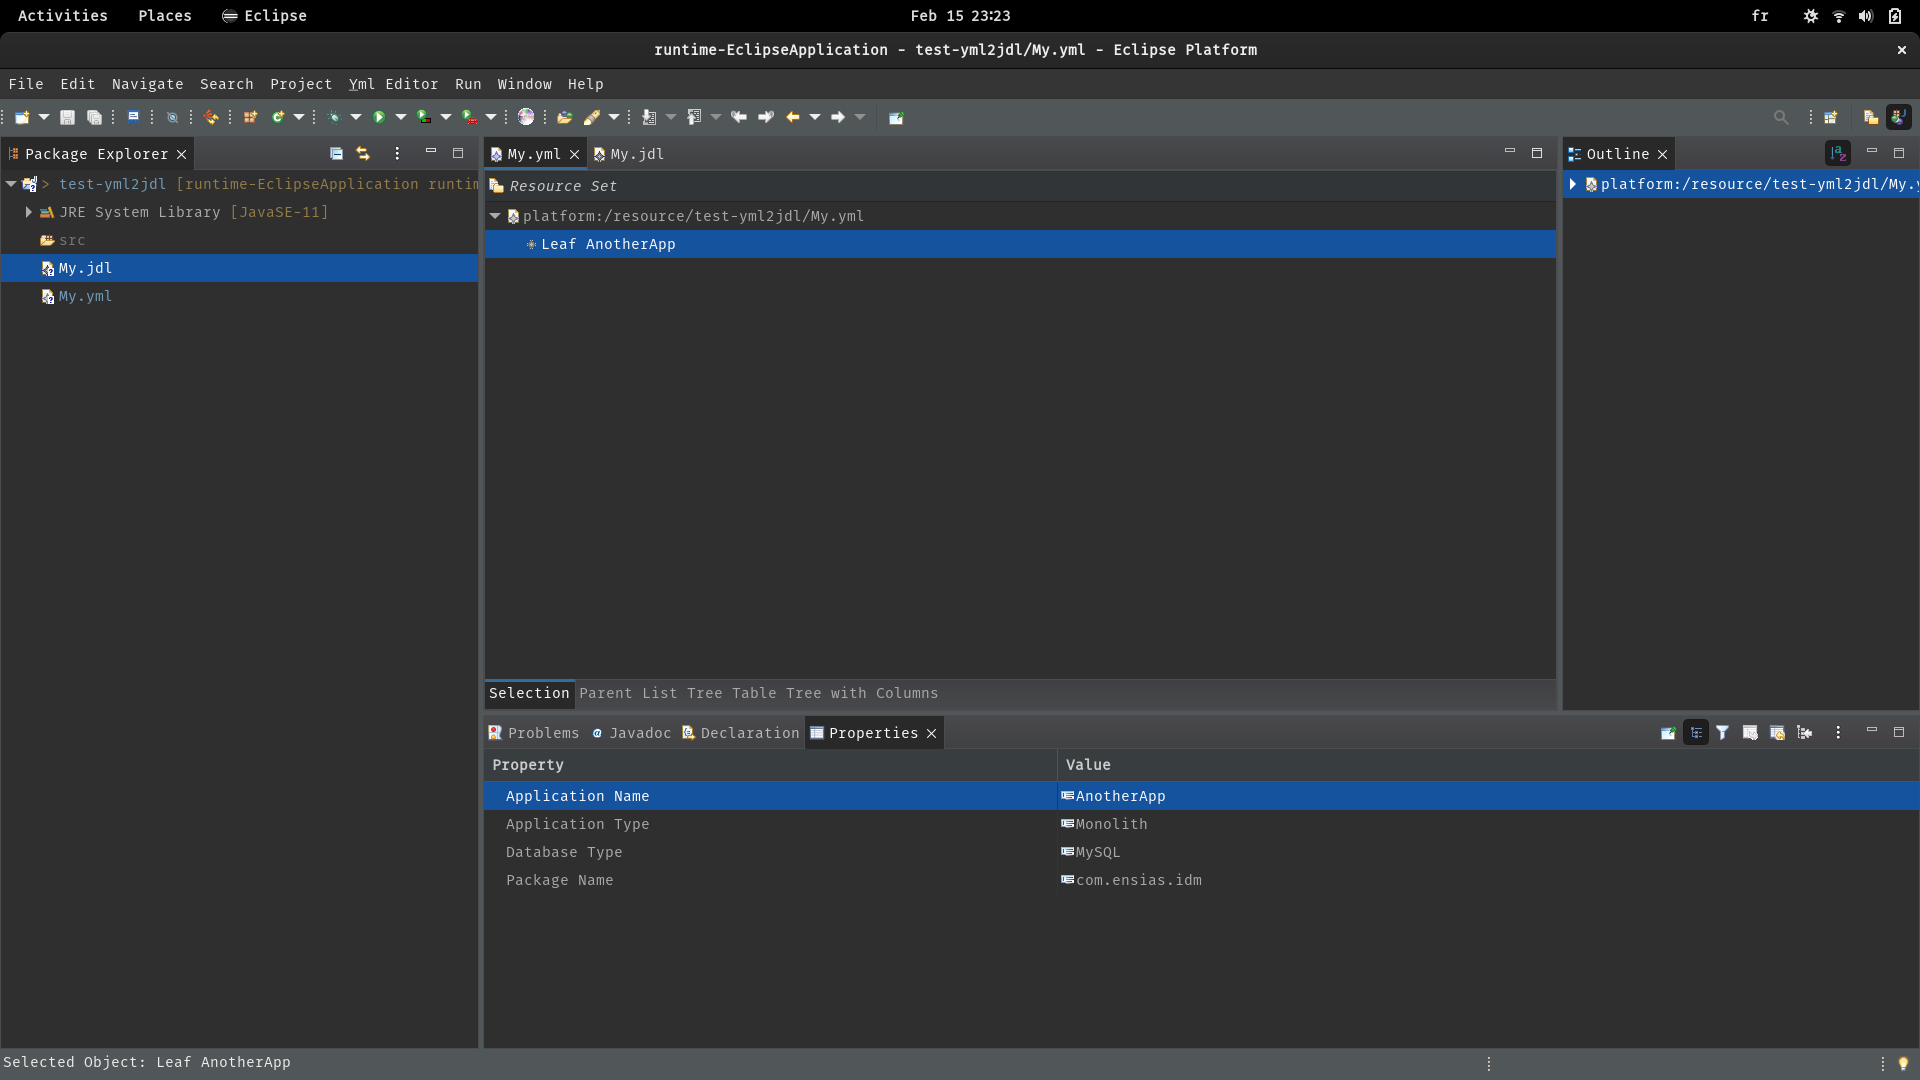 Activities Places Eclipse Feb 15 23:23 fr
runtime-EclipseApplication - test-yml2jdl/My.yml - Eclipse Platform
File Edit Navigate Search Project Yml Editor Run Window Help
Package Explorer
> test-yml2jdl [runtime-EclipseApplication runtim
JRE System Library [JavaSE-11]
src
My.jdl
My.yml
My.yml My.jdl
Resource Set
platform:/resource/test-yml2jdl/My.yml
Leaf AnotherApp
Selection Parent List Tree Table Tree with Columns
Outline
platform:/resource/test-yml2jdl/My.y
Problems Javadoc Declaration Properties
Property Value
Application Name AnotherApp
Application Type Monolith
Database Type MySQL
Package Name com.ensias.idm
Selected Object: Leaf AnotherApp